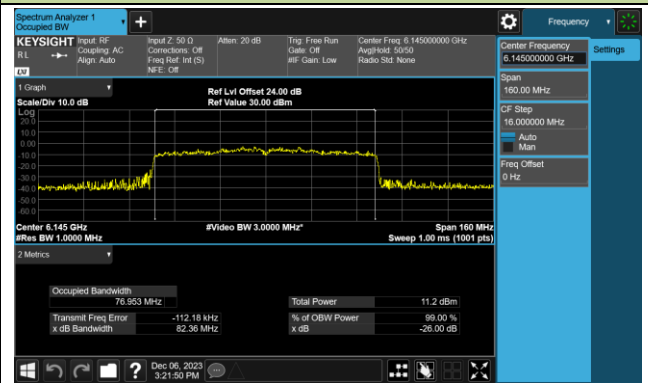 Spectrum Analyzer 1
Occupied BW
Frequency
KEYSIGHT
R L
LXI
Input: RF
Coupling: AC
Align: Auto
Input Z: 50 Ω
Corrections: Off
Freq Ref: Int (S)
NFE: Off
Atten: 20 dB
Trig: Free Run
Gate: Off
#IF Gain: Low
Center Freq: 6.145000000 GHz
Avg|Hold: 50/50
Radio Std: None
Center Frequency
6.145000000 GHz
Settings
Span
160.00 MHz
CF Step
16.000000 MHz
Auto
Man
Freq Offset
0 Hz
1 Graph
Scale/Div 10.0 dB
Ref Lvl Offset 24.00 dB
Ref Value 30.00 dBm
Log
20.0
10.0
0.00
-10.0
-20.0
-30.0
-40.0
-50.0
-60.0
Center 6.145 GHz
#Video BW 3.0000 MHz*
Span 160 MHz
#Res BW 1.0000 MHz
Sweep 1.00 ms (1001 pts)
2 Metrics
Occupied Bandwidth
76.953 MHz
Total Power 11.2 dBm
Transmit Freq Error -112.18 kHz
% of OBW Power 99.00 %
x dB Bandwidth 82.36 MHz
x dB -26.00 dB
?
Dec 06, 2023
3:21:50 PM